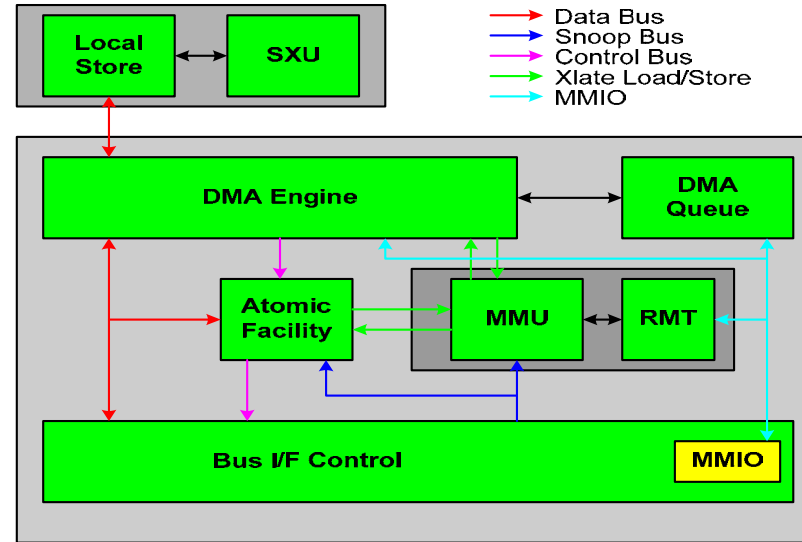 Local
Store
SXU
Data Bus
Snoop Bus
Control Bus
Xlate Load/Store
MMIO
DMA Engine
DMA
Queue
Atomic
Facility
MMU
RMT
Bus I/F Control
MMIO